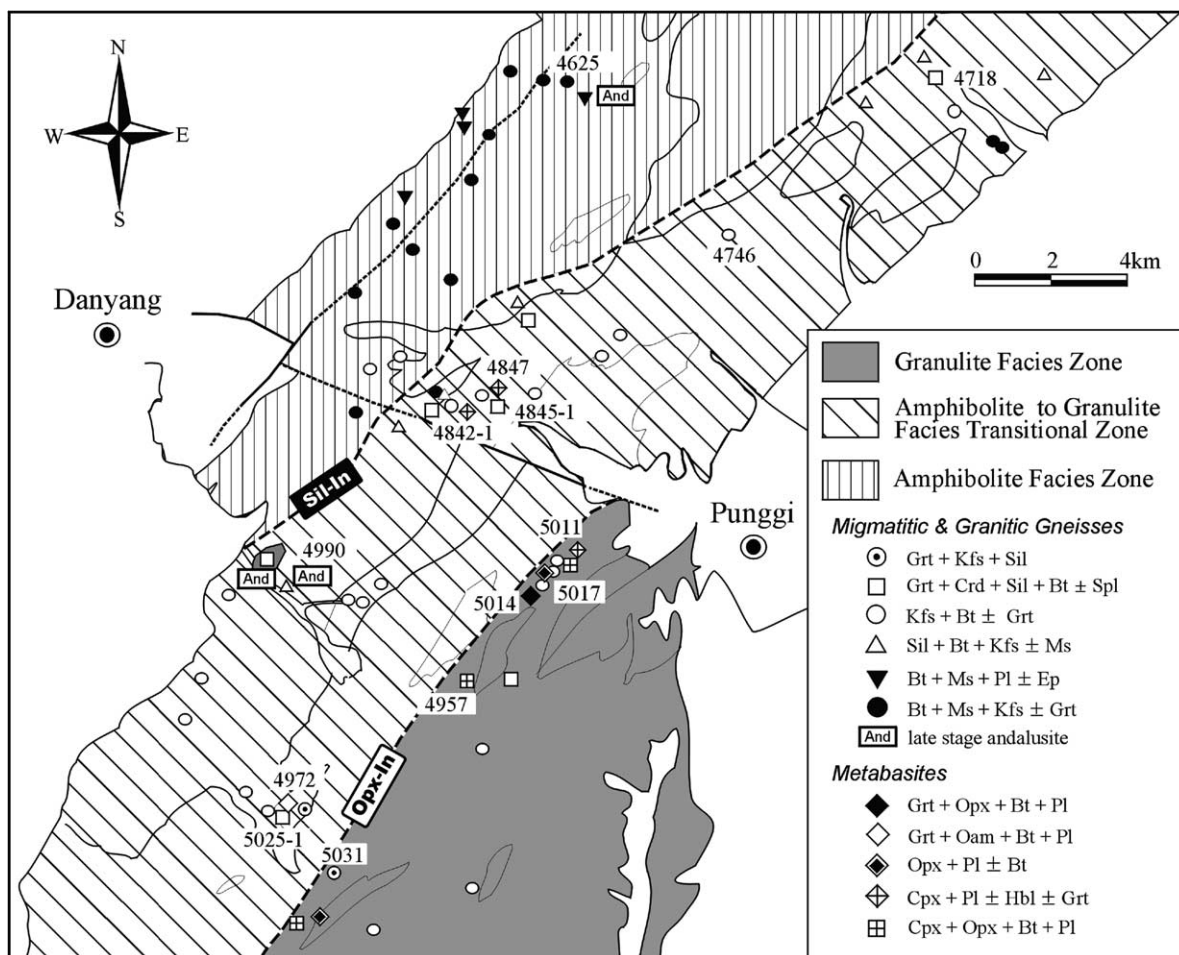 N
W E
S
4625
And
4718
4746
0 2 4km
Danyang
4847
4845-1
4842-1
Sil-In
4990
And And
5011
Punggi
5014 5017
4957
Opx-In
4972
5025-1
?
5031
Granulite Facies Zone
Amphibolite to Granulite
Facies Transitional Zone
Amphibolite Facies Zone
Migmatitic & Granitic Gneisses
Grt + Kfs + Sil
Grt + Crd + Sil + Bt ± Spl
Kfs + Bt ± Grt
Sil + Bt + Kfs ± Ms
Bt + Ms + Pl ± Ep
Bt + Ms + Kfs ± Grt
And late stage andalusite
Metabasites
Grt + Opx + Bt + Pl
Grt + Oam + Bt + Pl
Opx + Pl ± Bt
Cpx + Pl ± Hbl ± Grt
Cpx + Opx + Bt + Pl